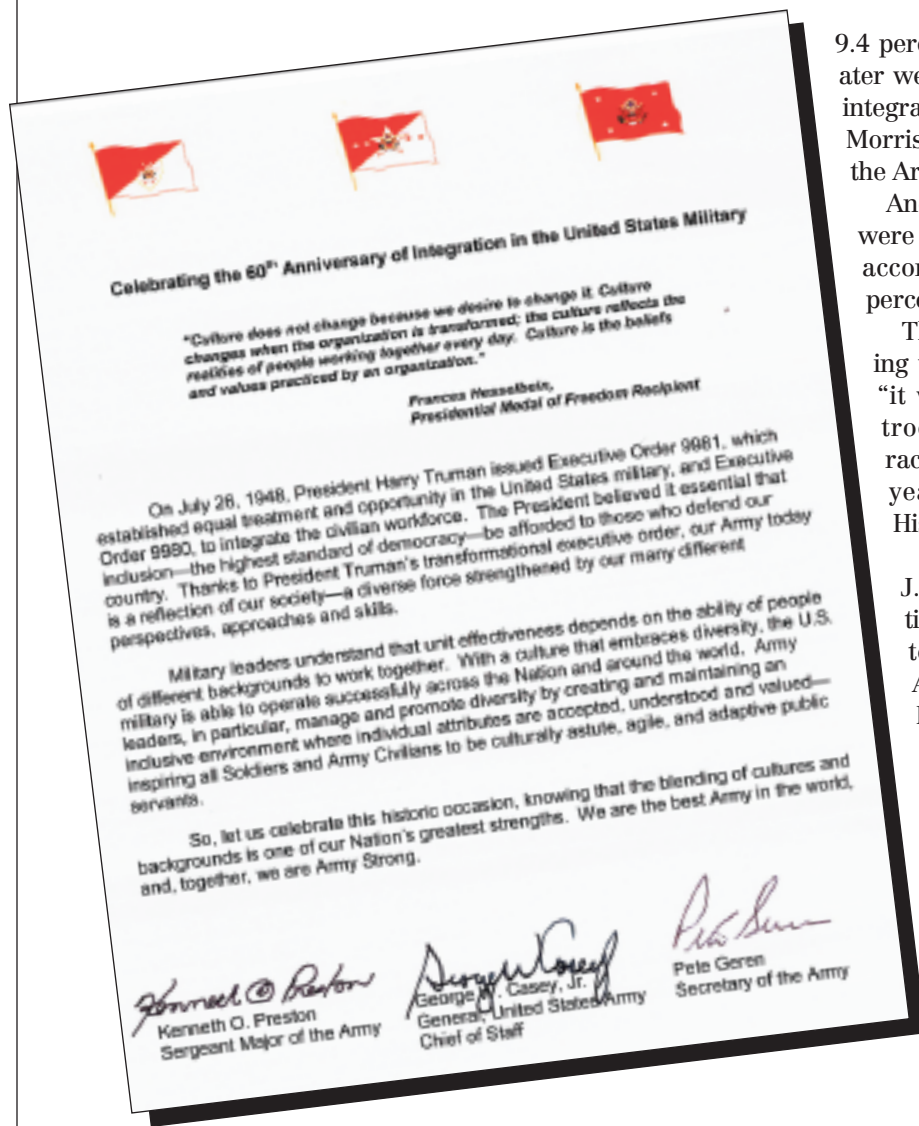 Celebrating the 60th Anniversary of Integration in the United States Military
"Culture does not change because we desire to change it. Culture
changes when the organization is transformed; the culture reflects the
realities of people working together every day. Culture is the beliefs
and values practiced by an organization."
Frances Hesselbein,
Presidential Medal of Freedom Recipient
On July 26, 1948, President Harry Truman issued Executive Order 9981, which
established equal treatment and opportunity in the United States military, and Executive
Order 9980, to integrate the civilian workforce. The President believed it essential that
inclusion—the highest standard of democracy—be afforded to those who defend our
country. Thanks to President Truman's transformational executive order, our Army today
is a reflection of our society—a diverse force strengthened by our many different
perspectives, approaches and skills.
Military leaders understand that unit effectiveness depends on the ability of people
of different backgrounds to work together. With a culture that embraces diversity, the U.S.
military is able to operate successfully across the Nation and around the world. Army
leaders, in particular, manage and promote diversity by creating and maintaining an
inclusive environment where individual attributes are accepted, understood and valued—
inspiring all Soldiers and Army Civilians to be culturally astute, agile, and adaptive public
servants.
So, let us celebrate this historic occasion, knowing that the blending of cultures and
backgrounds is one of our Nation's greatest strengths. We are the best Army in the world,
and, together, we are Army Strong.
Kenneth O. Preston
Kenneth O. Preston
Sergeant Major of the Army
George W Casey
George W. Casey, Jr.
General, United States Army
Chief of Staff
Pete Geren
Pete Geren
Secretary of the Army
9.4 perc
ater we
integra
Morris
the Ar
An
were
accor
perce
Th
ing
"it
tro
rac
yea
Hi
J.
ti
to
A